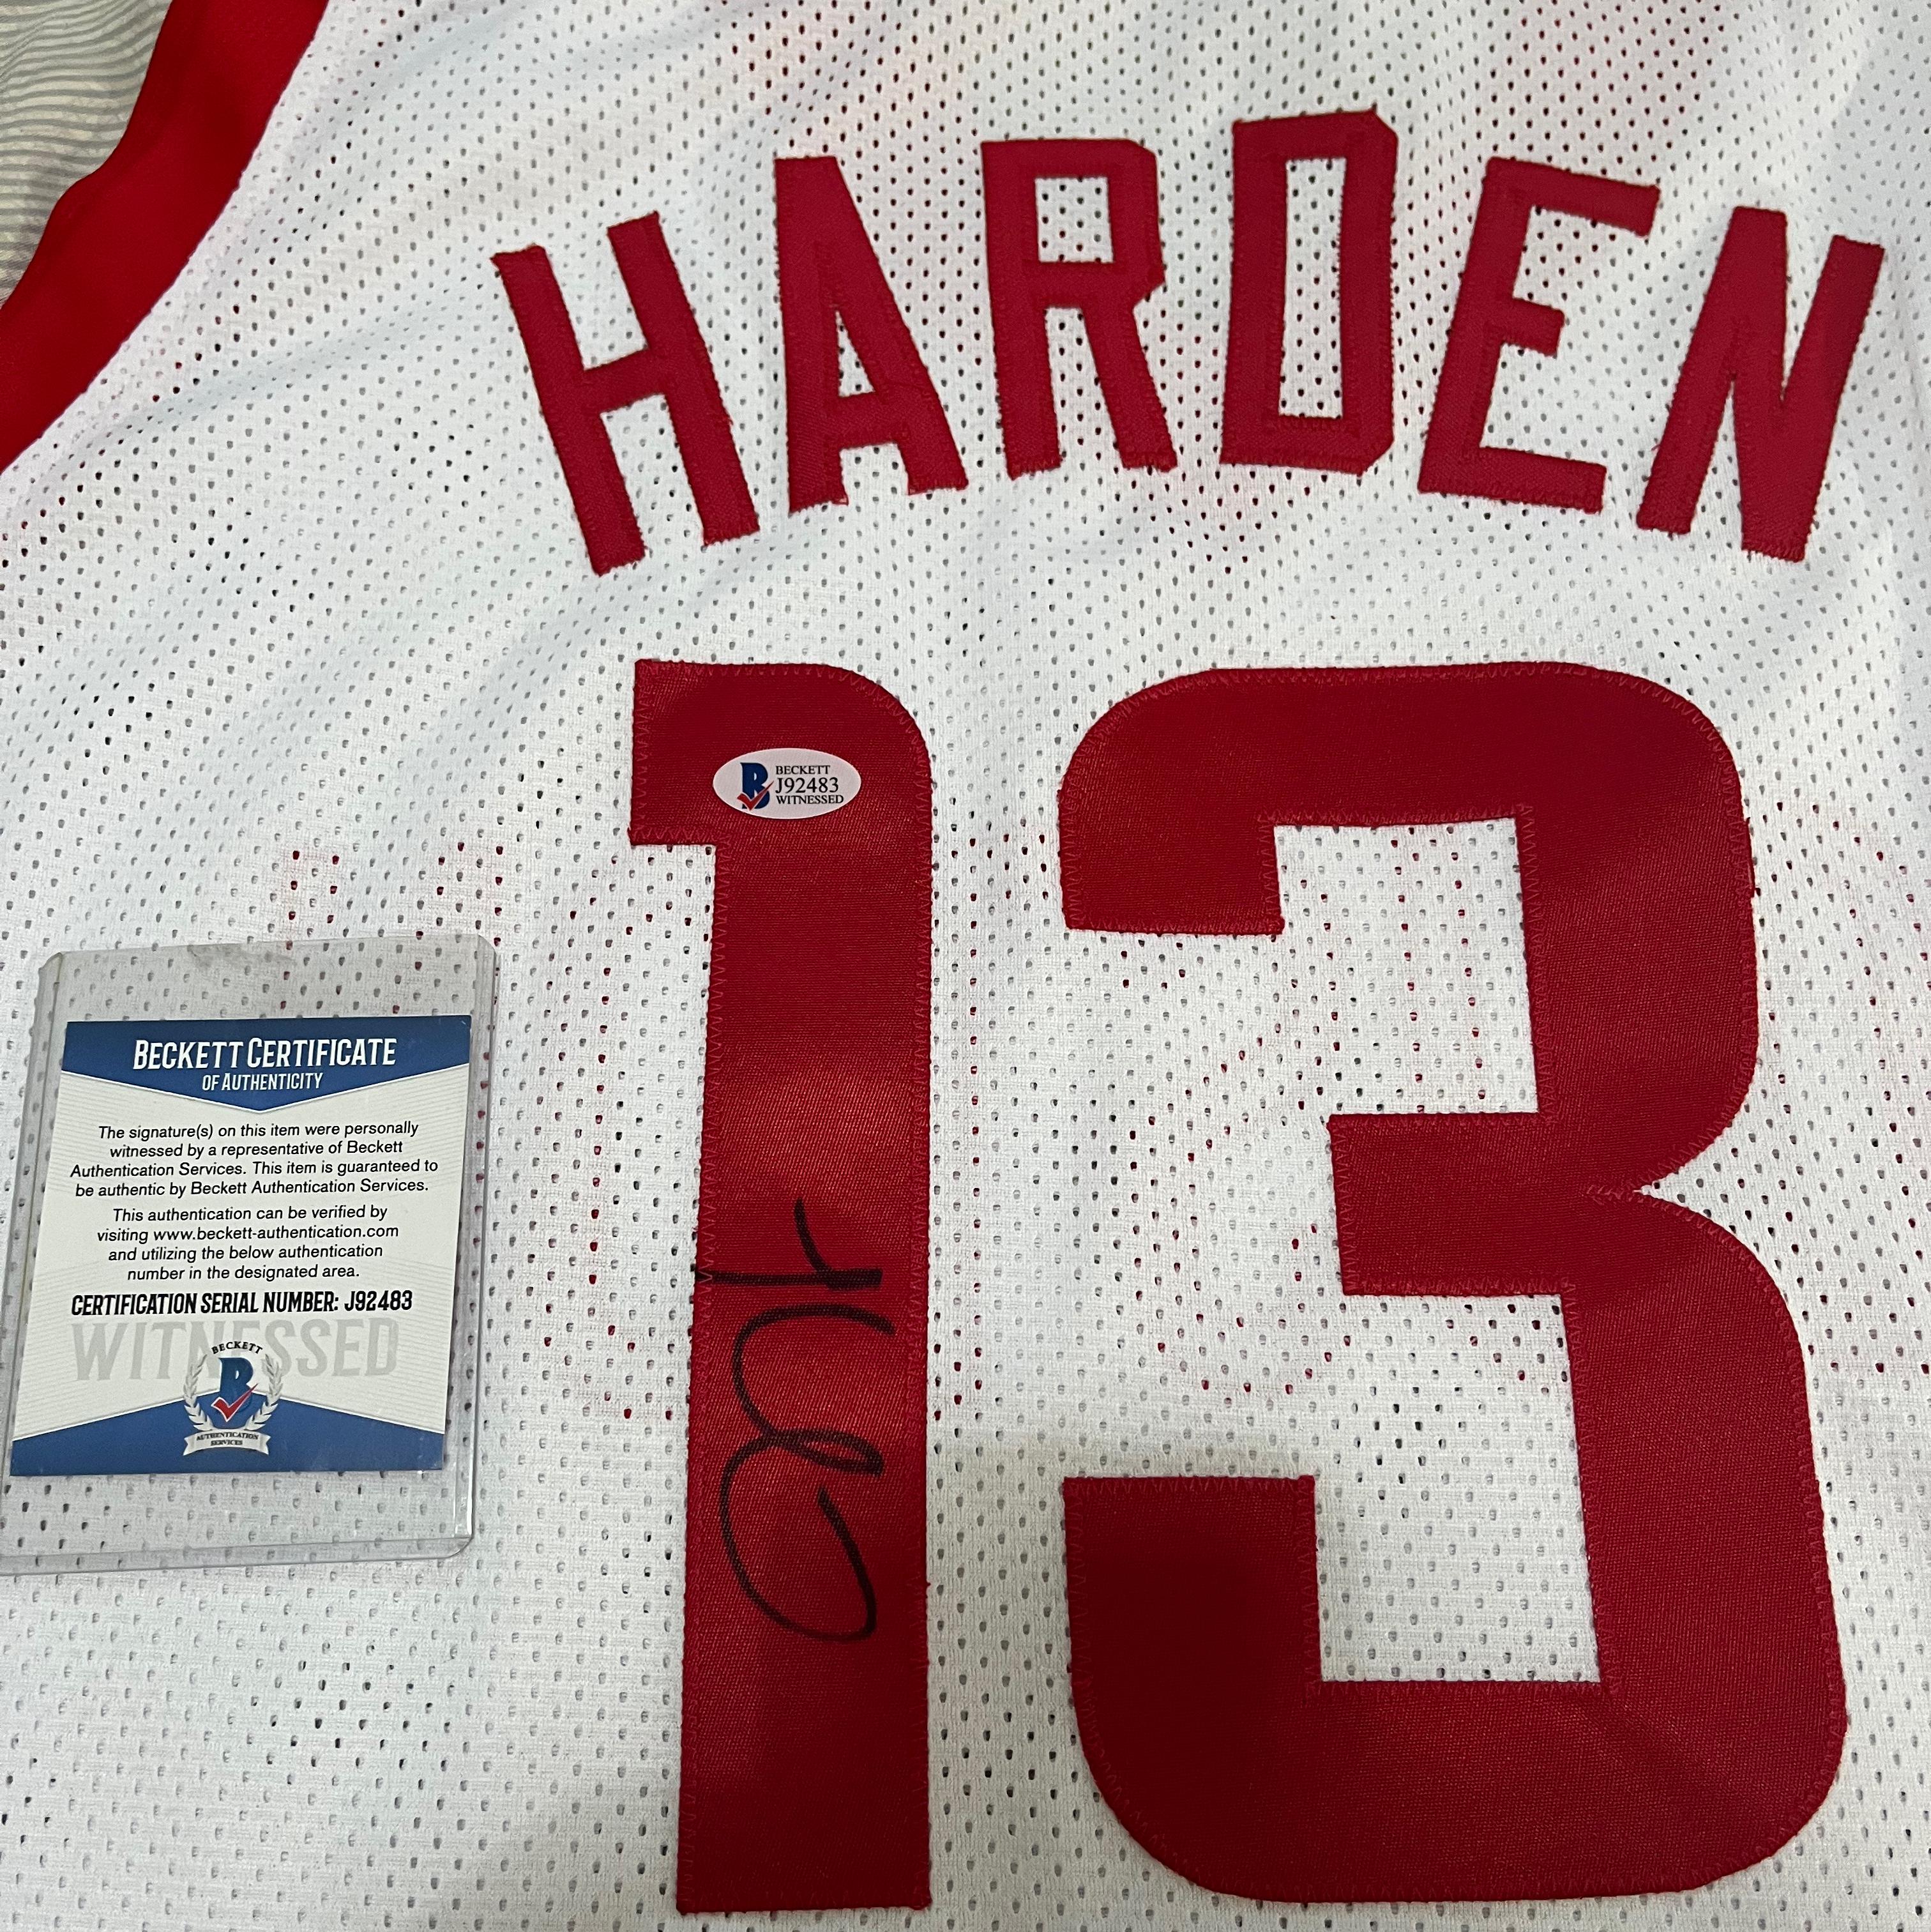 HARDEN
13
BECKETT
J92483
WITNESSED
BECKETT CERTIFICATE
OF AUTHENTICITY
The signature(s) on this item were personally
witnessed by a representative of Beckett
Authentication Services. This item is guaranteed to
be authentic by Beckett Authentication Services.
This authentication can be verified by
visiting www.beckett-authentication.com
and utilizing the below authentication
number in the designated area.
CERTIFICATION SERIAL NUMBER: J92483
WITNESSED
BECKETT
B
AUTHENTICATION
SERVICES